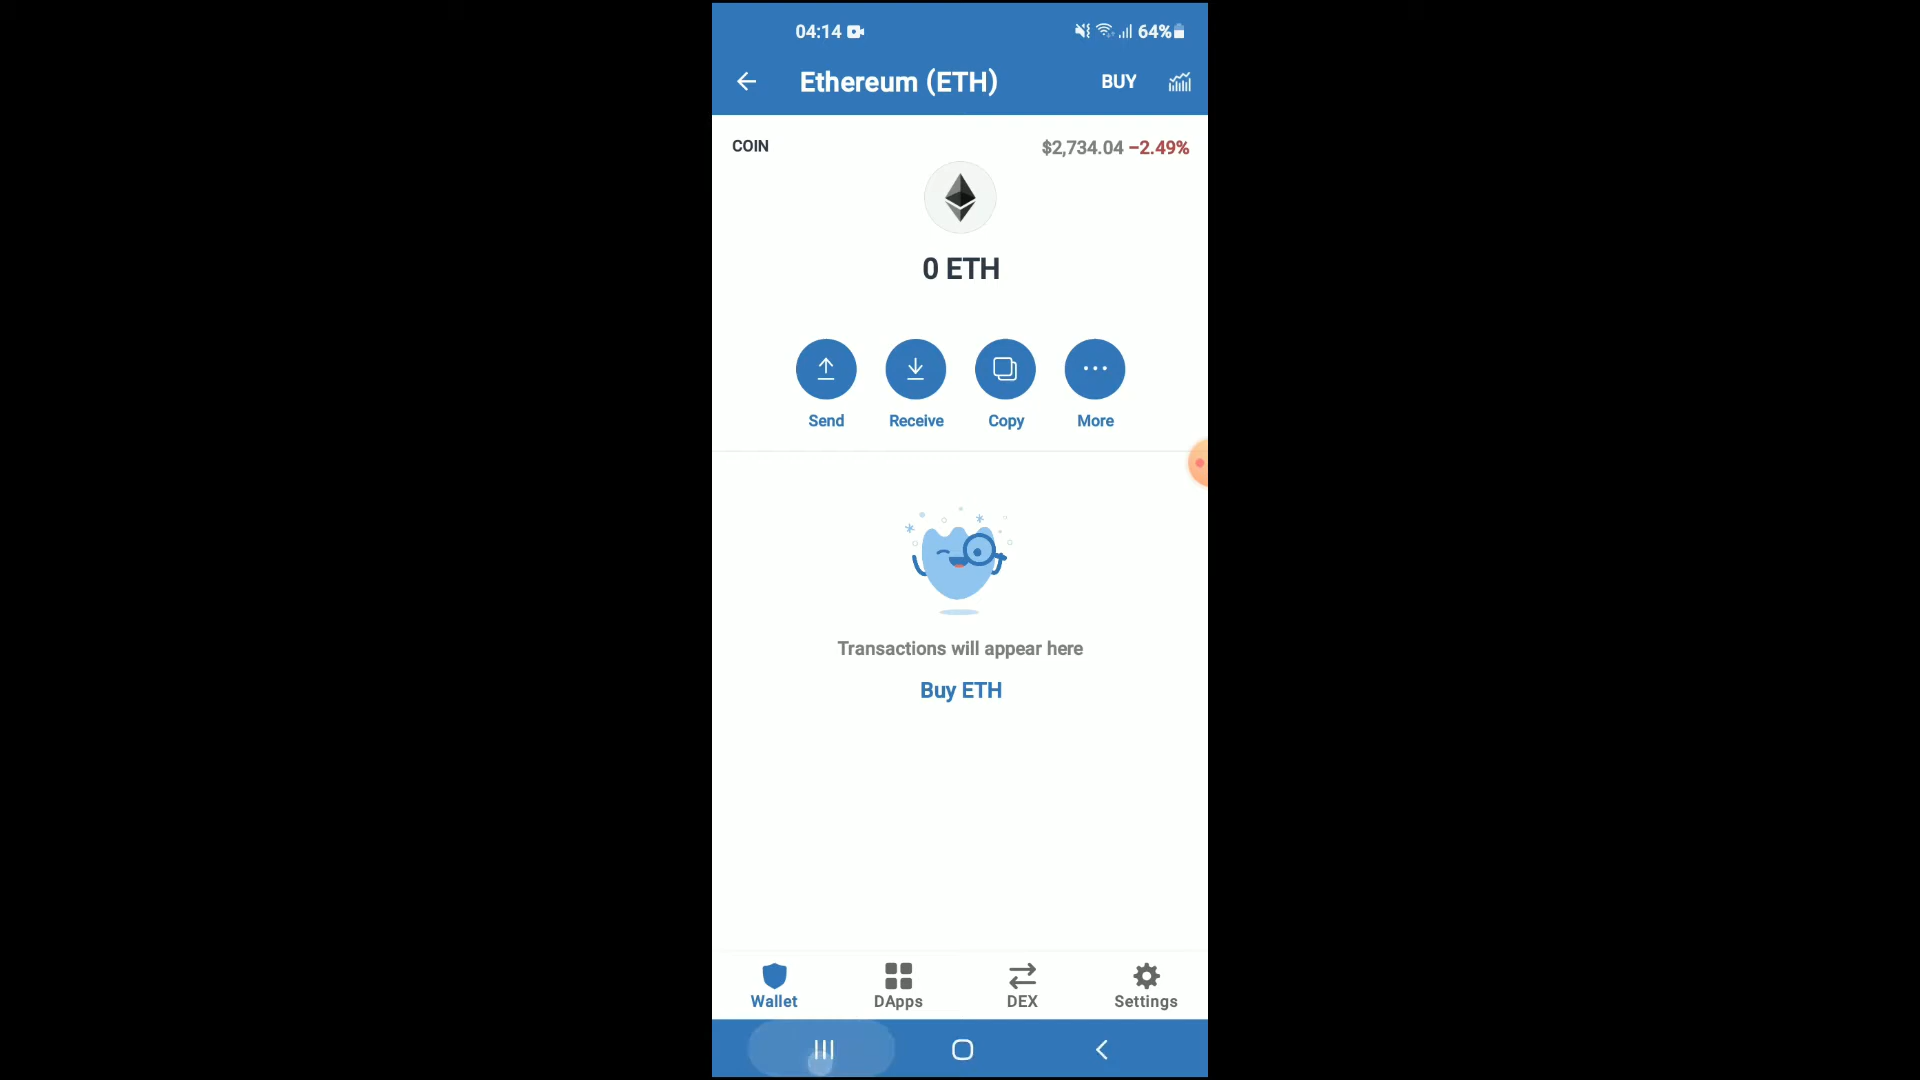 04:14 64%
Ethereum (ETH) BUY
COIN $2,734.04 −2.49%
0 ETH
Send Receive Copy More
Transactions will appear here
Buy ETH
Wallet DApps DEX Settings